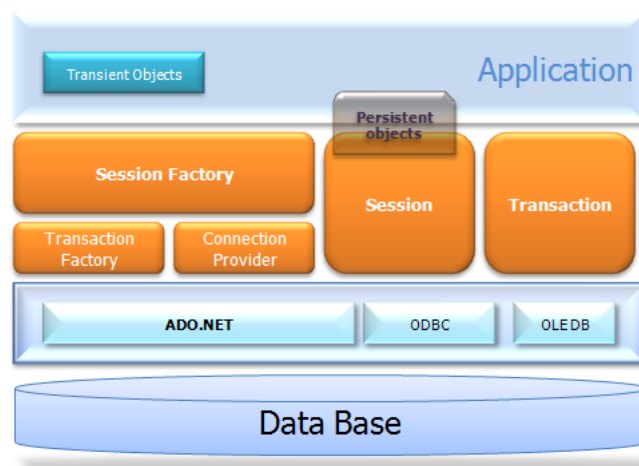 Transient Objects
Application
Persistent
objects
Session Factory
Session
Transaction
Transaction
Factory
Connection
Provider
ADO.NET
ODBC
OLEDB
Data Base